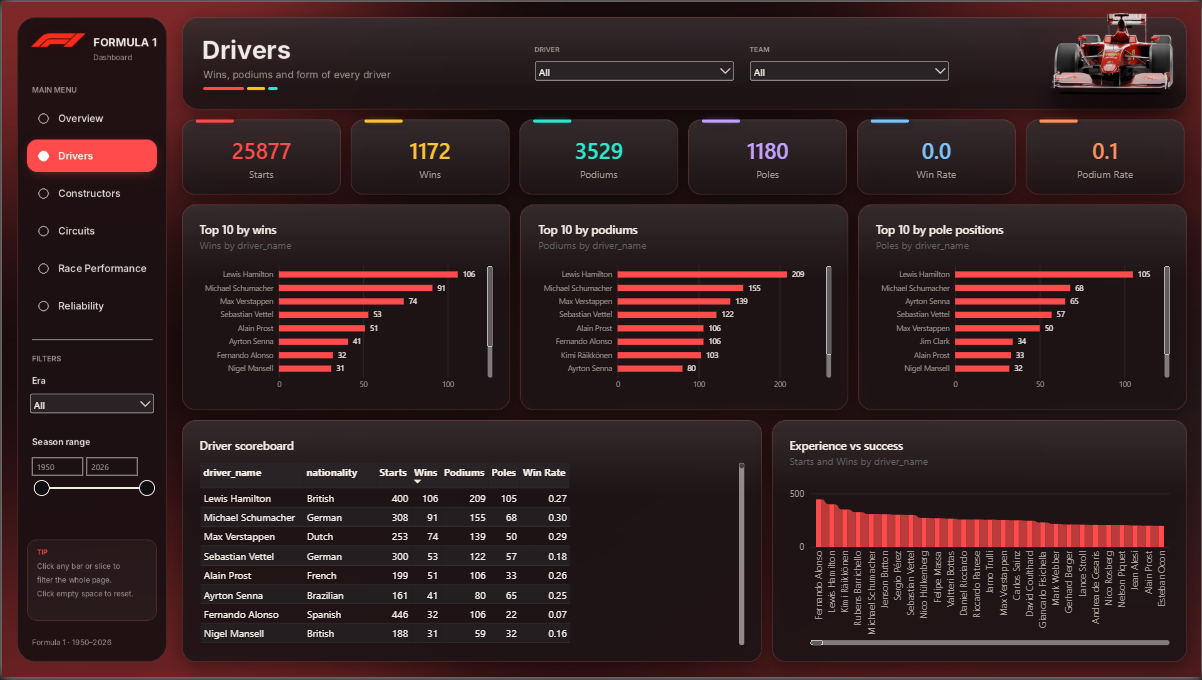 FORMULA 1
Dashboard
MAIN MENU
Overview
Drivers
Constructors
Circuits
Race Performance
Reliability
FILTERS
Era
All
Season range
1950 2026
TIP
Click any bar or slice to
filter the whole page.
Click empty space to reset.
Formula 1 · 1950–2026
Drivers
Wins, podiums and form of every driver
DRIVER
All
TEAM
All
25877
Starts
1172
Wins
3529
Podiums
1180
Poles
0.0
Win Rate
0.1
Podium Rate
Top 10 by wins
Wins by driver_name
Lewis Hamilton 106
Michael Schumacher 91
Max Verstappen 74
Sebastian Vettel 53
Alain Prost 51
Ayrton Senna 41
Fernando Alonso 32
Nigel Mansell 31
0 50 100
Top 10 by podiums
Podiums by driver_name
Lewis Hamilton 209
Michael Schumacher 155
Max Verstappen 139
Sebastian Vettel 122
Alain Prost 106
Fernando Alonso 106
Kimi Räikkönen 103
Ayrton Senna 80
0 100 200
Top 10 by pole positions
Poles by driver_name
Lewis Hamilton 105
Michael Schumacher 68
Ayrton Senna 65
Sebastian Vettel 57
Max Verstappen 50
Jim Clark 34
Alain Prost 33
Nigel Mansell 32
0 50 100
Driver scoreboard
driver_name nationality Starts Wins Podiums Poles Win Rate
Lewis Hamilton British 400 106 209 105 0.27
Michael Schumacher German 308 91 155 68 0.30
Max Verstappen Dutch 253 74 139 50 0.29
Sebastian Vettel German 300 53 122 57 0.18
Alain Prost French 199 51 106 33 0.26
Ayrton Senna Brazilian 161 41 80 65 0.25
Fernando Alonso Spanish 446 32 106 22 0.07
Nigel Mansell British 188 31 59 32 0.16
Experience vs success
Starts and Wins by driver_name
500
0
Fernando Alonso
Lewis Hamilton
Kimi Räikkönen
Rubens Barrichello
Michael Schumacher
Jenson Button
Sergio Pérez
Sebastian Vettel
Nico Hülkenberg
Felipe Massa
Valtteri Bottas
Daniel Ricciardo
Riccardo Patrese
Jarno Trulli
Max Verstappen
Carlos Sainz
David Coulthard
Giancarlo Fisichella
Mark Webber
Gerhard Berger
Lance Stroll
Andrea de Cesaris
Nico Rosberg
Nelson Piquet
Jean Alesi
Alain Prost
Esteban Ocon